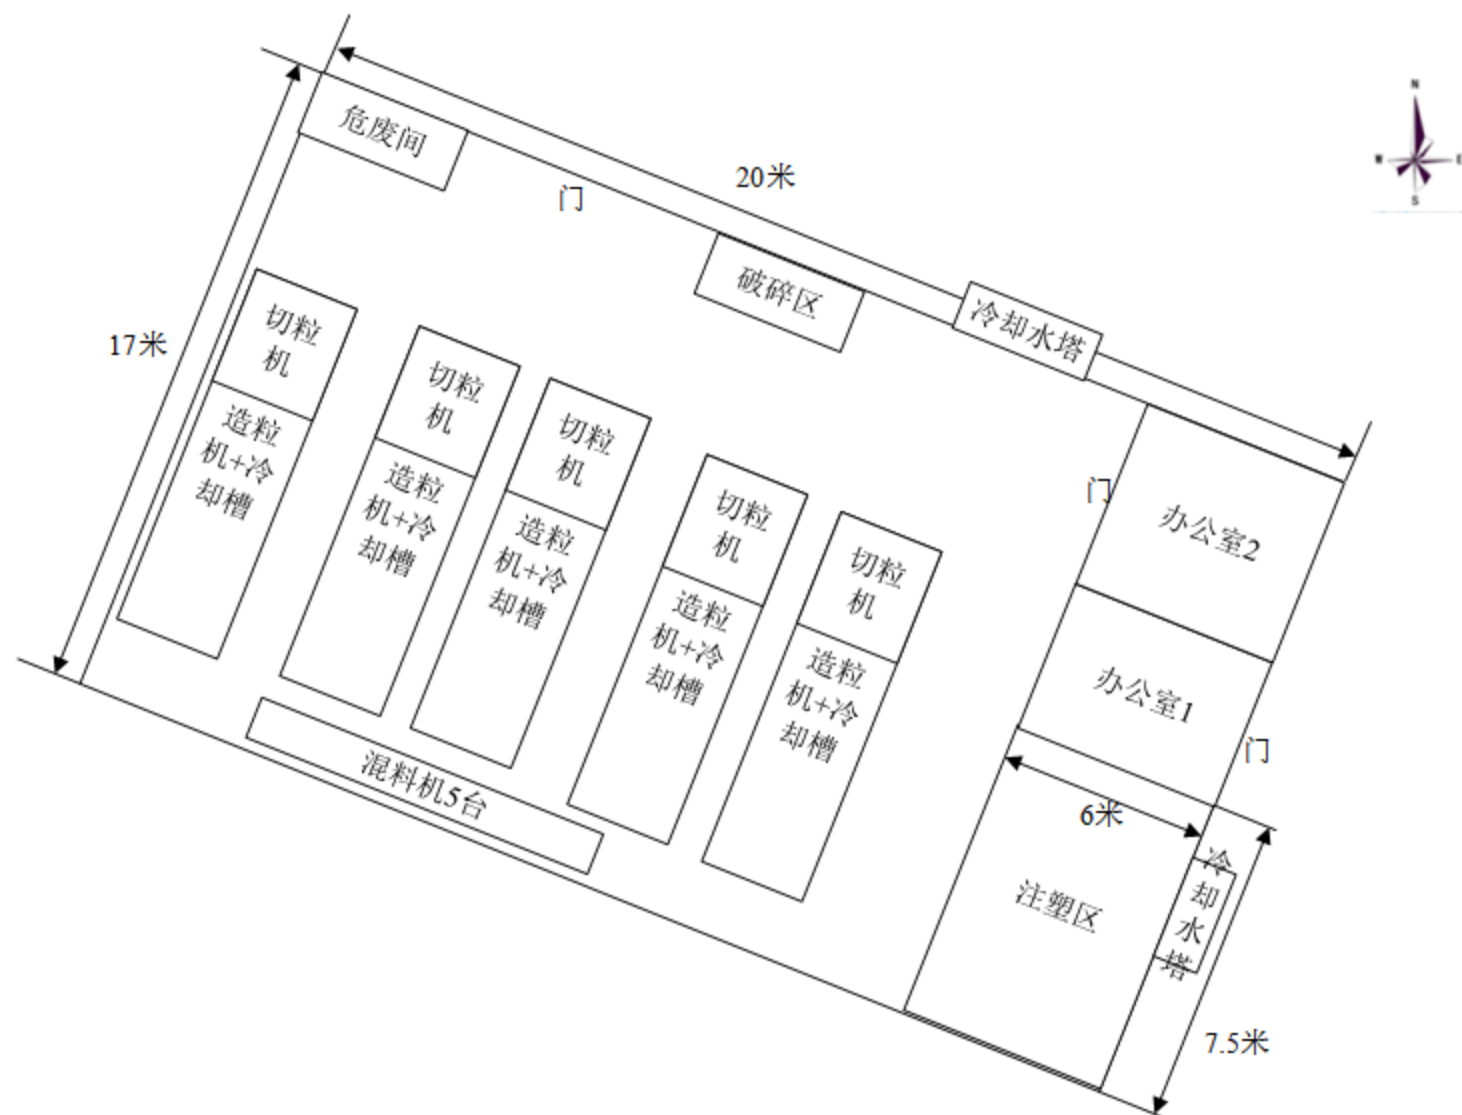 危废间
20米
N
W
E
S
门
破碎区
冷却水塔
17米
切粒
机
造粒
机+冷
却槽
切粒
机
造粒
机+冷
却槽
切粒
机
造粒
机+冷
却槽
切粒
机
造粒
机+冷
却槽
切粒
机
造粒
机+冷
却槽
门
办公室2
办公室1
门
混料机5台
6米
注塑区
冷
却
水
塔
7.5米